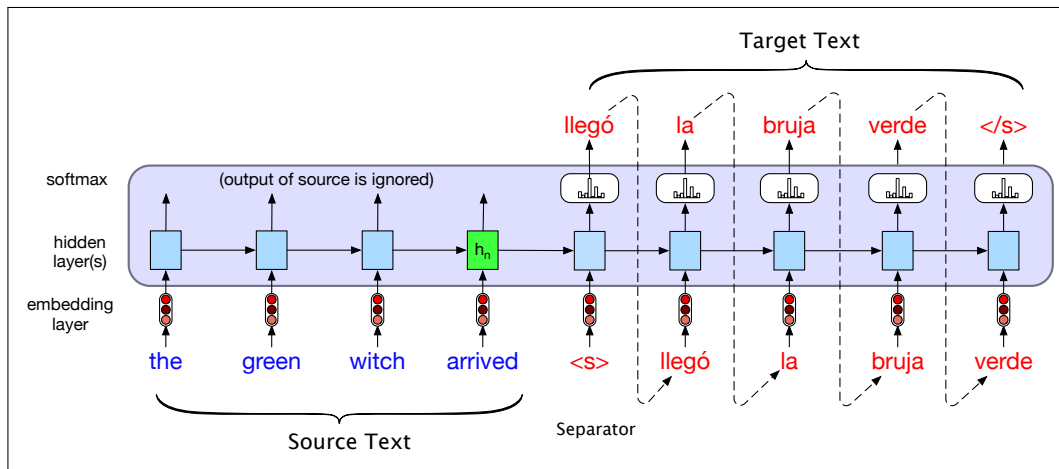 Target Text
llegó la bruja verde </s>
softmax (output of source is ignored)
hidden layer(s) hₙ
embedding layer
the green witch arrived <s> llegó la bruja verde
Separator
Source Text